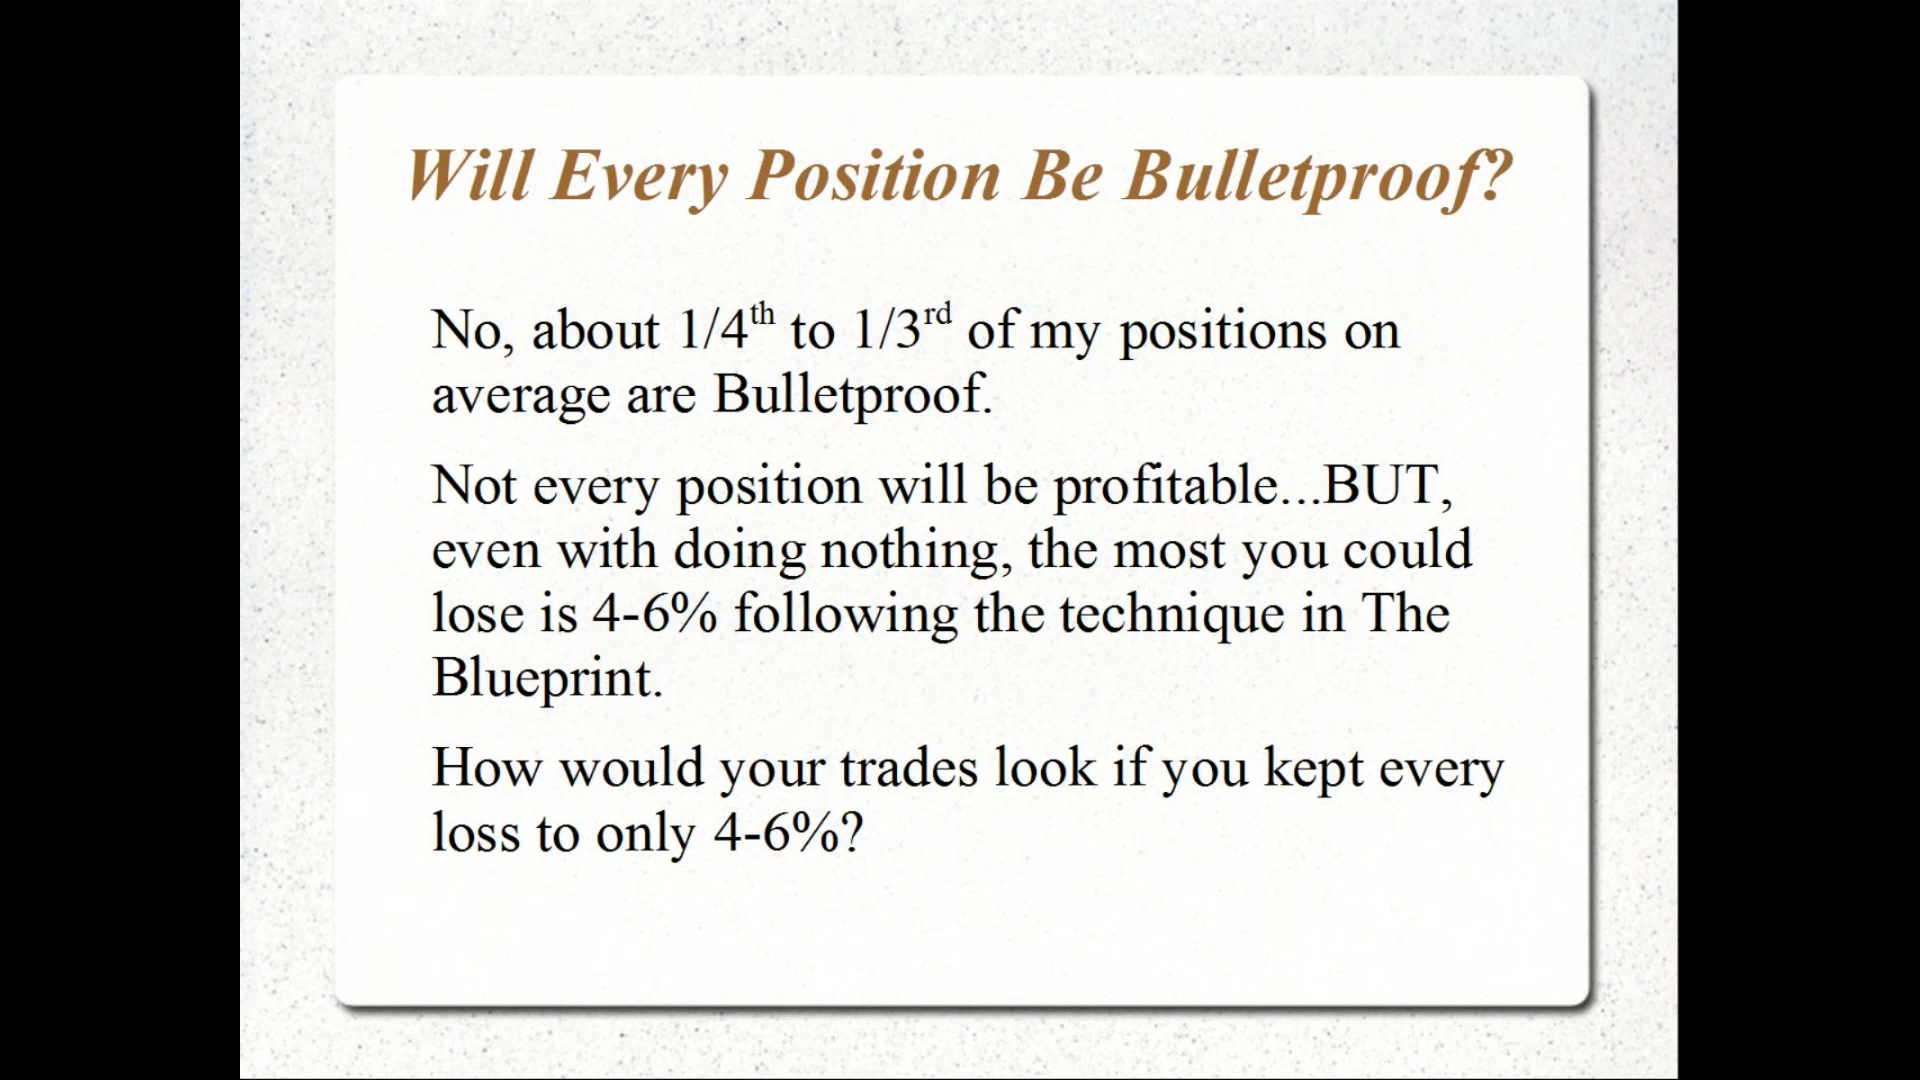 Will Every Position Be Bulletproof?
No, about 1/4th to 1/3rd of my positions on
average are Bulletproof.
Not every position will be profitable...BUT,
even with doing nothing, the most you could
lose is 4-6% following the technique in The
Blueprint.
How would your trades look if you kept every
loss to only 4-6%?